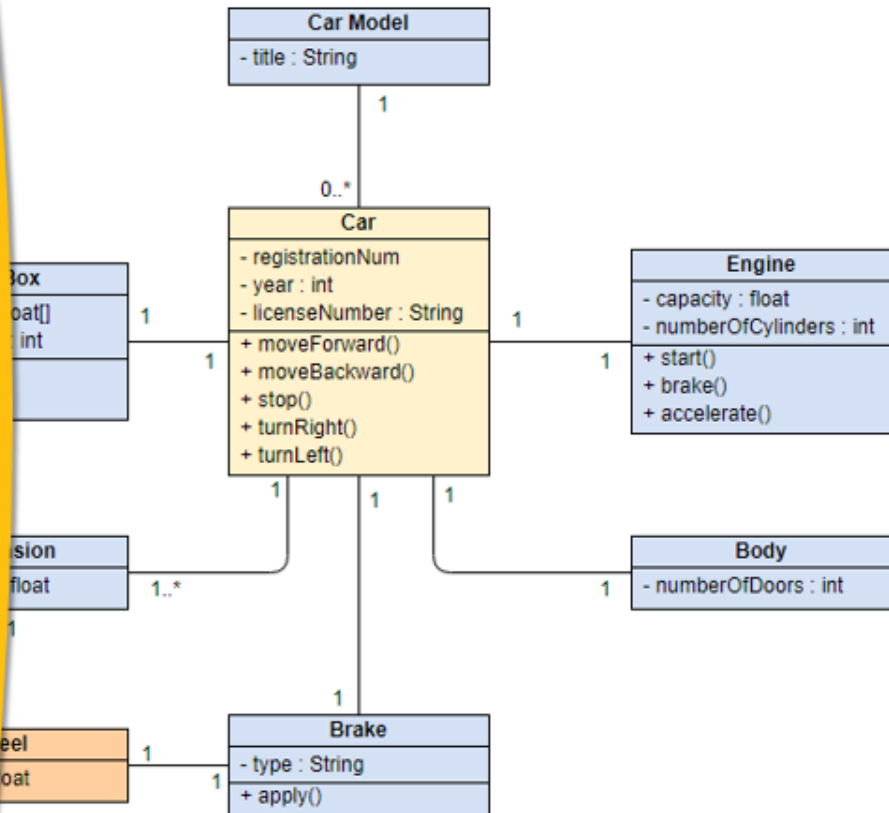 Car Model
- title : String
1
0..*
Car
- registrationNum
- year : int
- licenseNumber : String
+ moveForward()
+ moveBackward()
+ stop()
+ turnRight()
+ turnLeft()
Box
oat[]
: int
1
1
1
1
Engine
- capacity : float
- numberOfCylinders : int
+ start()
+ brake()
+ accelerate()
1
1
1
sion
float
1..*
1
Body
- numberOfDoors : int
1
1
Brake
- type : String
+ apply()
eel
oat
1
1